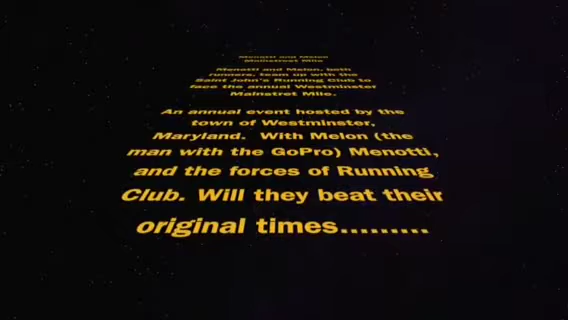 Menotti and Melon
Mainstreet Mile
Menotti and Melon, both
runners, team up with the
Saint John's Running Club to
face the annual Westminster
Mainstret Mile.
An annual event hosted by the
town of Westminster,
Maryland. With Melon (the
man with the GoPro) Menotti,
and the forces of Running
Club. Will they beat their
original times.........